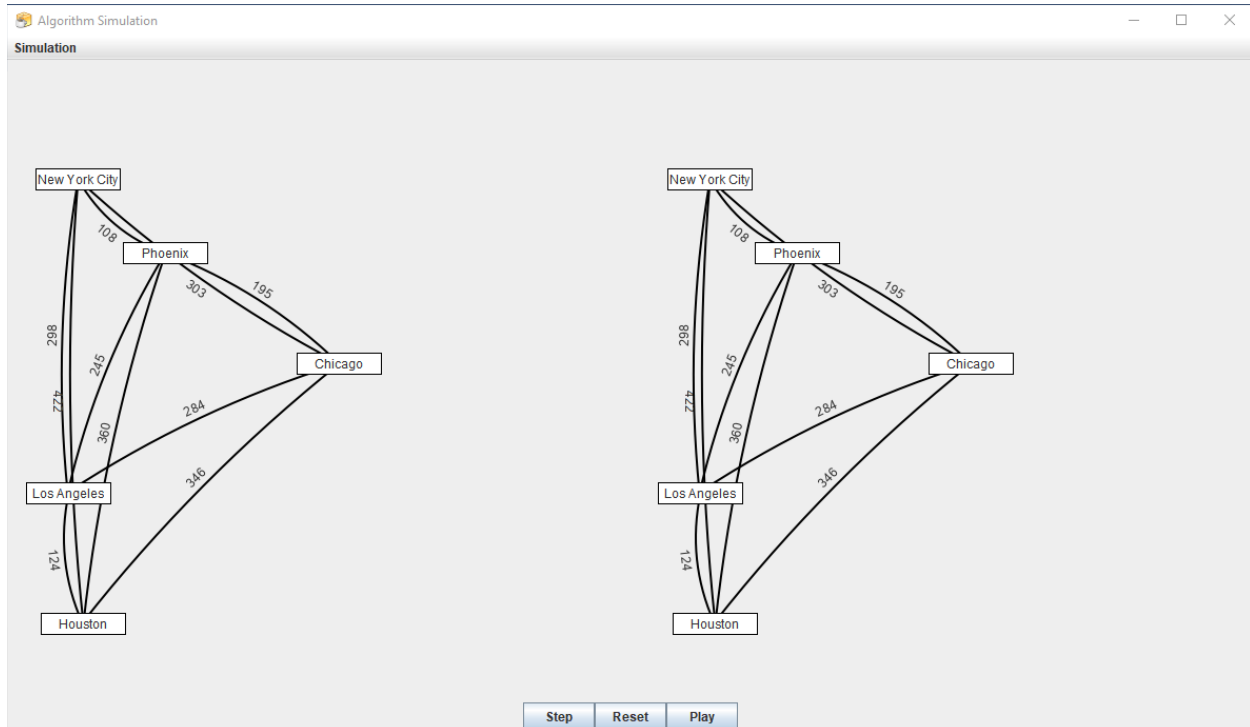 Algorithm Simulation
Simulation
New York City
New York City
108
108
Phoenix
Phoenix
303
195
303
195
298
298
245
245
Chicago
Chicago
422
284
422
284
360
360
346
346
Los Angeles
Los Angeles
124
124
Houston
Houston
Step Reset Play